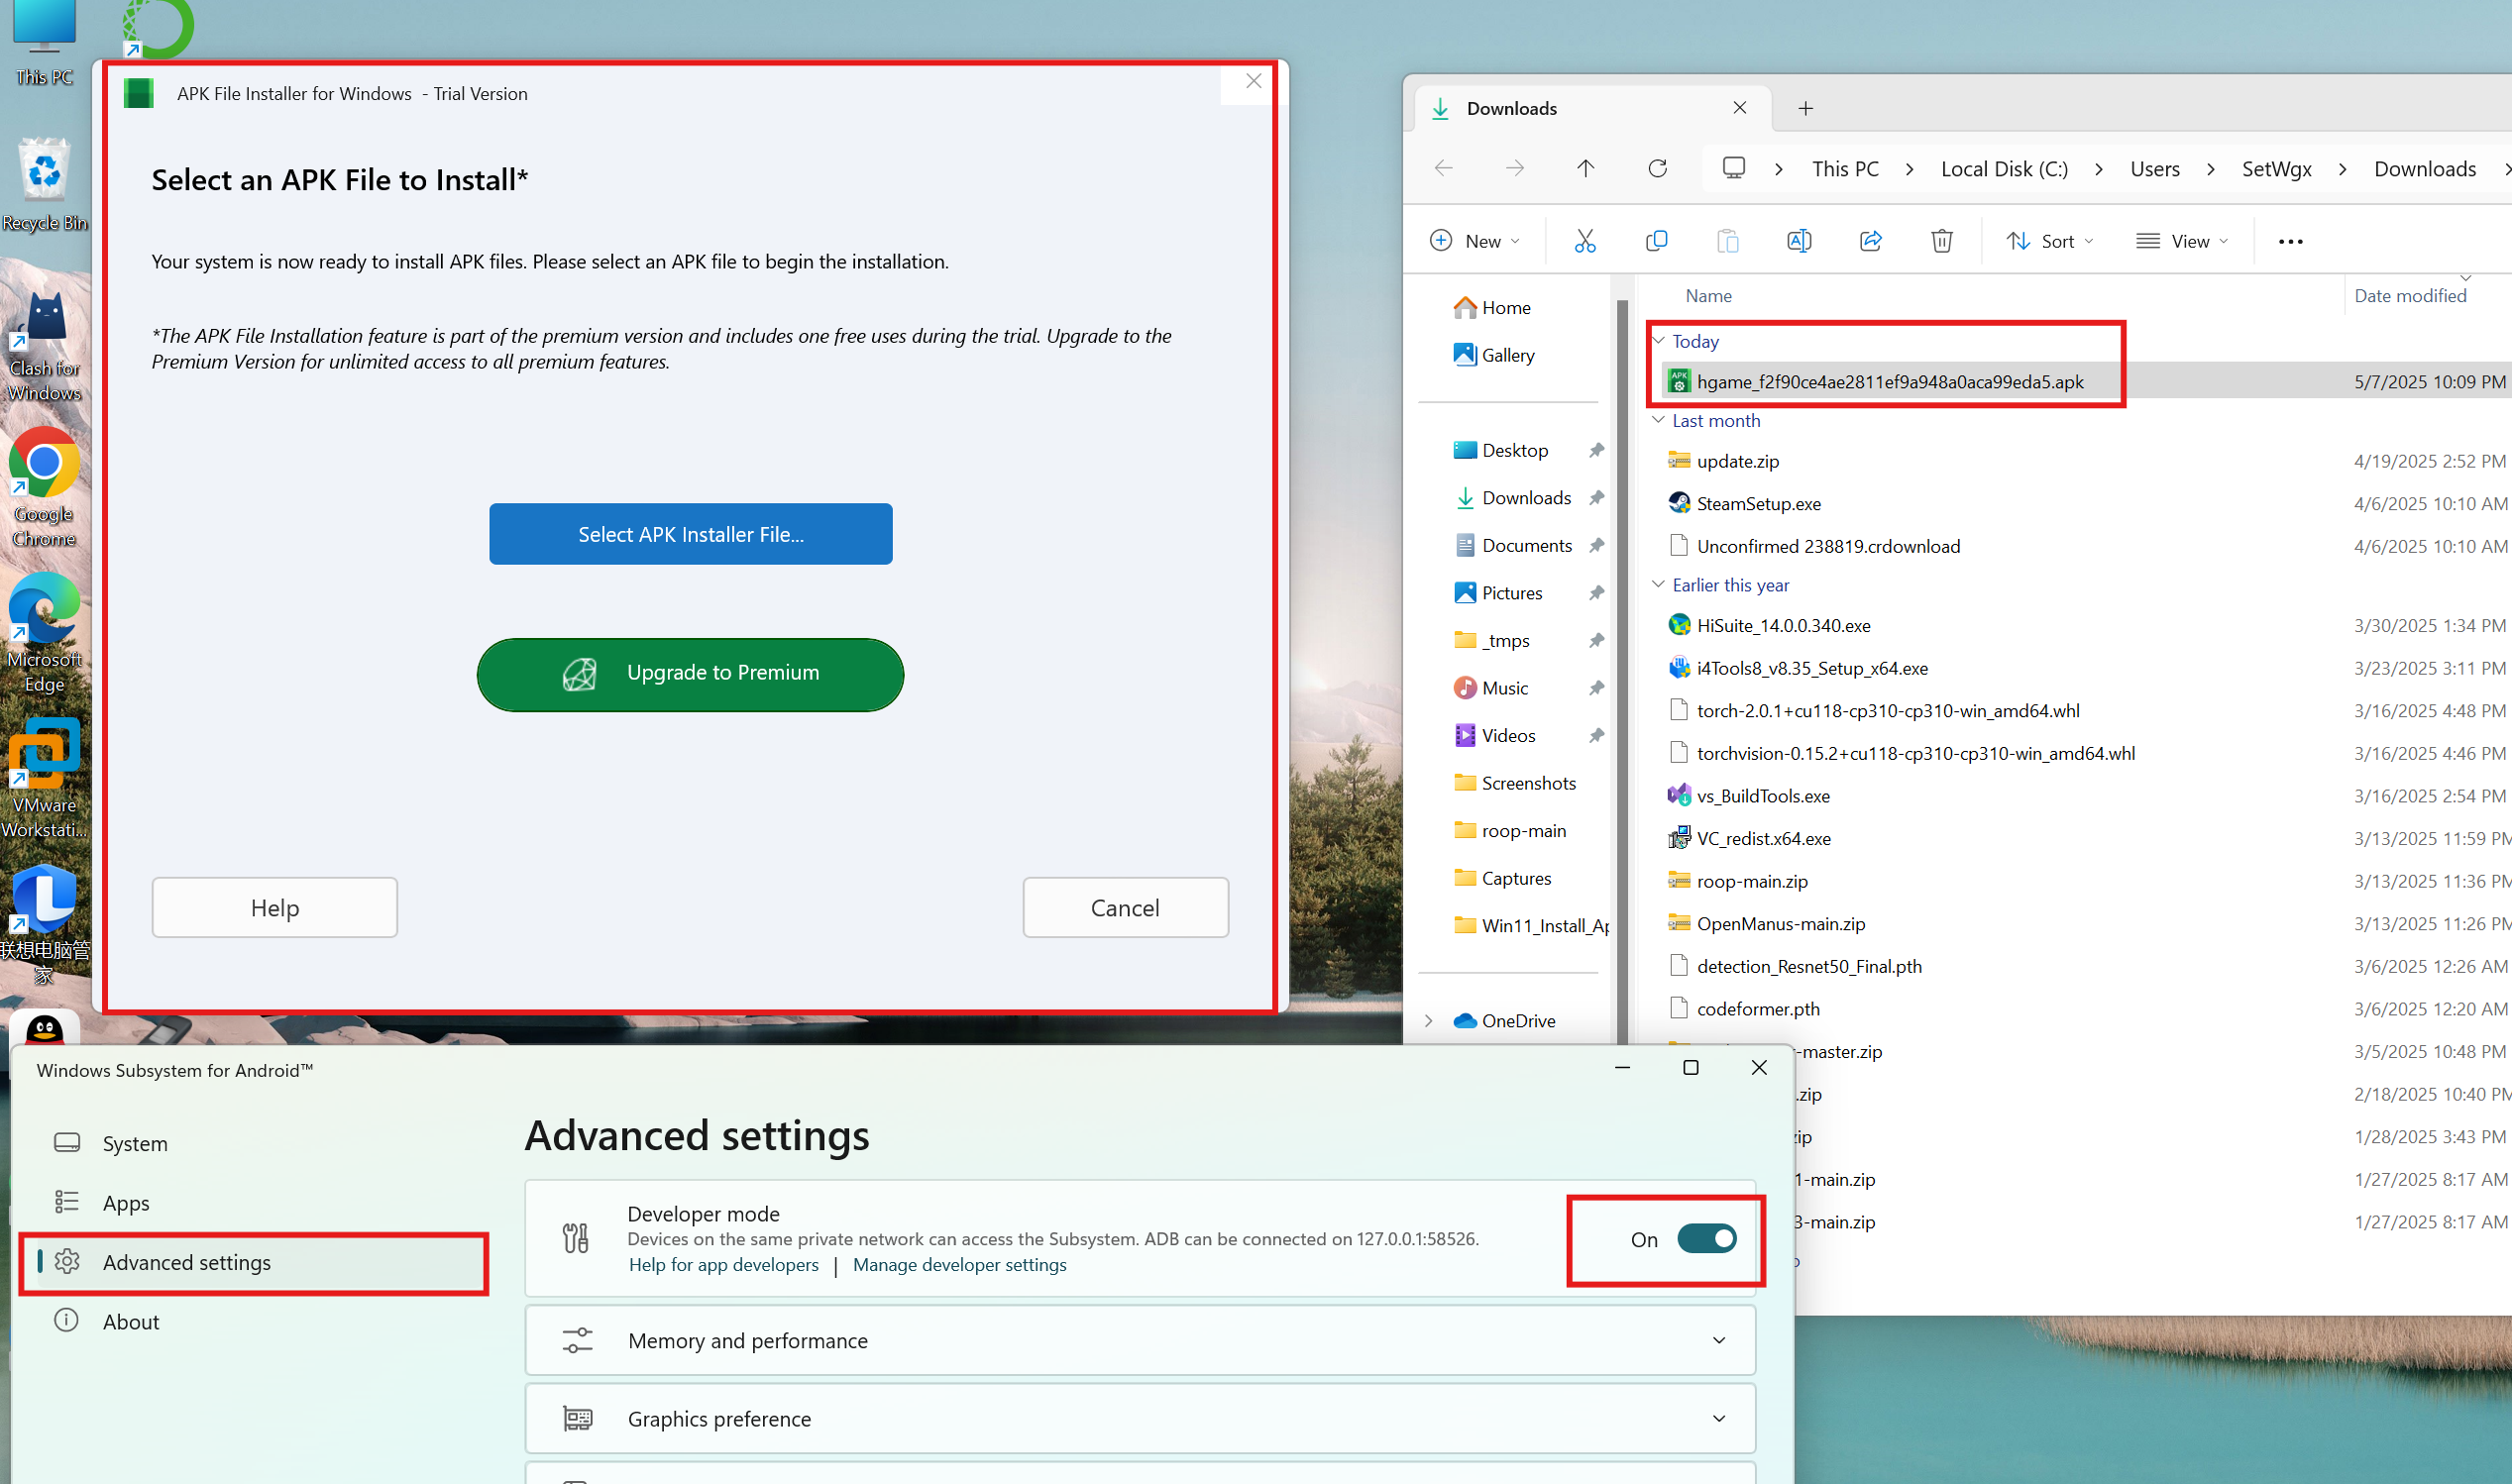 This PC
Recycle Bin
Clash for
Windows
Google
Chrome
Microsoft
Edge
VMware
Workstati...
联想电脑管
家
APK File Installer for Windows - Trial Version
Select an APK File to Install*
Your system is now ready to install APK files. Please select an APK file to begin the installation.
*The APK File Installation feature is part of the premium version and includes one free uses during the trial. Upgrade to the
Premium Version for unlimited access to all premium features.
Select APK Installer File...
Upgrade to Premium
Help
Cancel
Downloads
This PC
Local Disk (C:)
Users
SetWgx
Downloads
New
Sort
View
Home
Gallery
Desktop
Downloads
Documents
Pictures
_tmps
Music
Videos
Screenshots
roop-main
Captures
Win11_Install_Ap
OneDrive
Name
Date modified
Today
APK
hgame_f2f90ce4ae2811ef9a948a0aca99eda5.apk 5/7/2025 10:09 PM
Last month
update.zip 4/19/2025 2:52 PM
SteamSetup.exe 4/6/2025 10:10 AM
Unconfirmed 238819.crdownload 4/6/2025 10:10 AM
Earlier this year
HiSuite_14.0.0.340.exe 3/30/2025 1:34 PM
i4Tools8_v8.35_Setup_x64.exe 3/23/2025 3:11 PM
torch-2.0.1+cu118-cp310-cp310-win_amd64.whl 3/16/2025 4:48 PM
torchvision-0.15.2+cu118-cp310-cp310-win_amd64.whl 3/16/2025 4:46 PM
vs_BuildTools.exe 3/16/2025 2:54 PM
VC_redist.x64.exe 3/13/2025 11:59 PM
roop-main.zip 3/13/2025 11:36 PM
OpenManus-main.zip 3/13/2025 11:26 PM
detection_Resnet50_Final.pth 3/6/2025 12:26 AM
codeformer.pth 3/6/2025 12:20 AM
-master.zip 3/5/2025 10:48 PM
.zip 2/18/2025 10:40 PM
zip 1/28/2025 3:43 PM
1-main.zip 1/27/2025 8:17 AM
3-main.zip 1/27/2025 8:17 AM
Windows Subsystem for Android™
System
Apps
Advanced settings
About
Advanced settings
Developer mode
Devices on the same private network can access the Subsystem. ADB can be connected on 127.0.0.1:58526.
Help for app developers | Manage developer settings
On
Memory and performance
Graphics preference